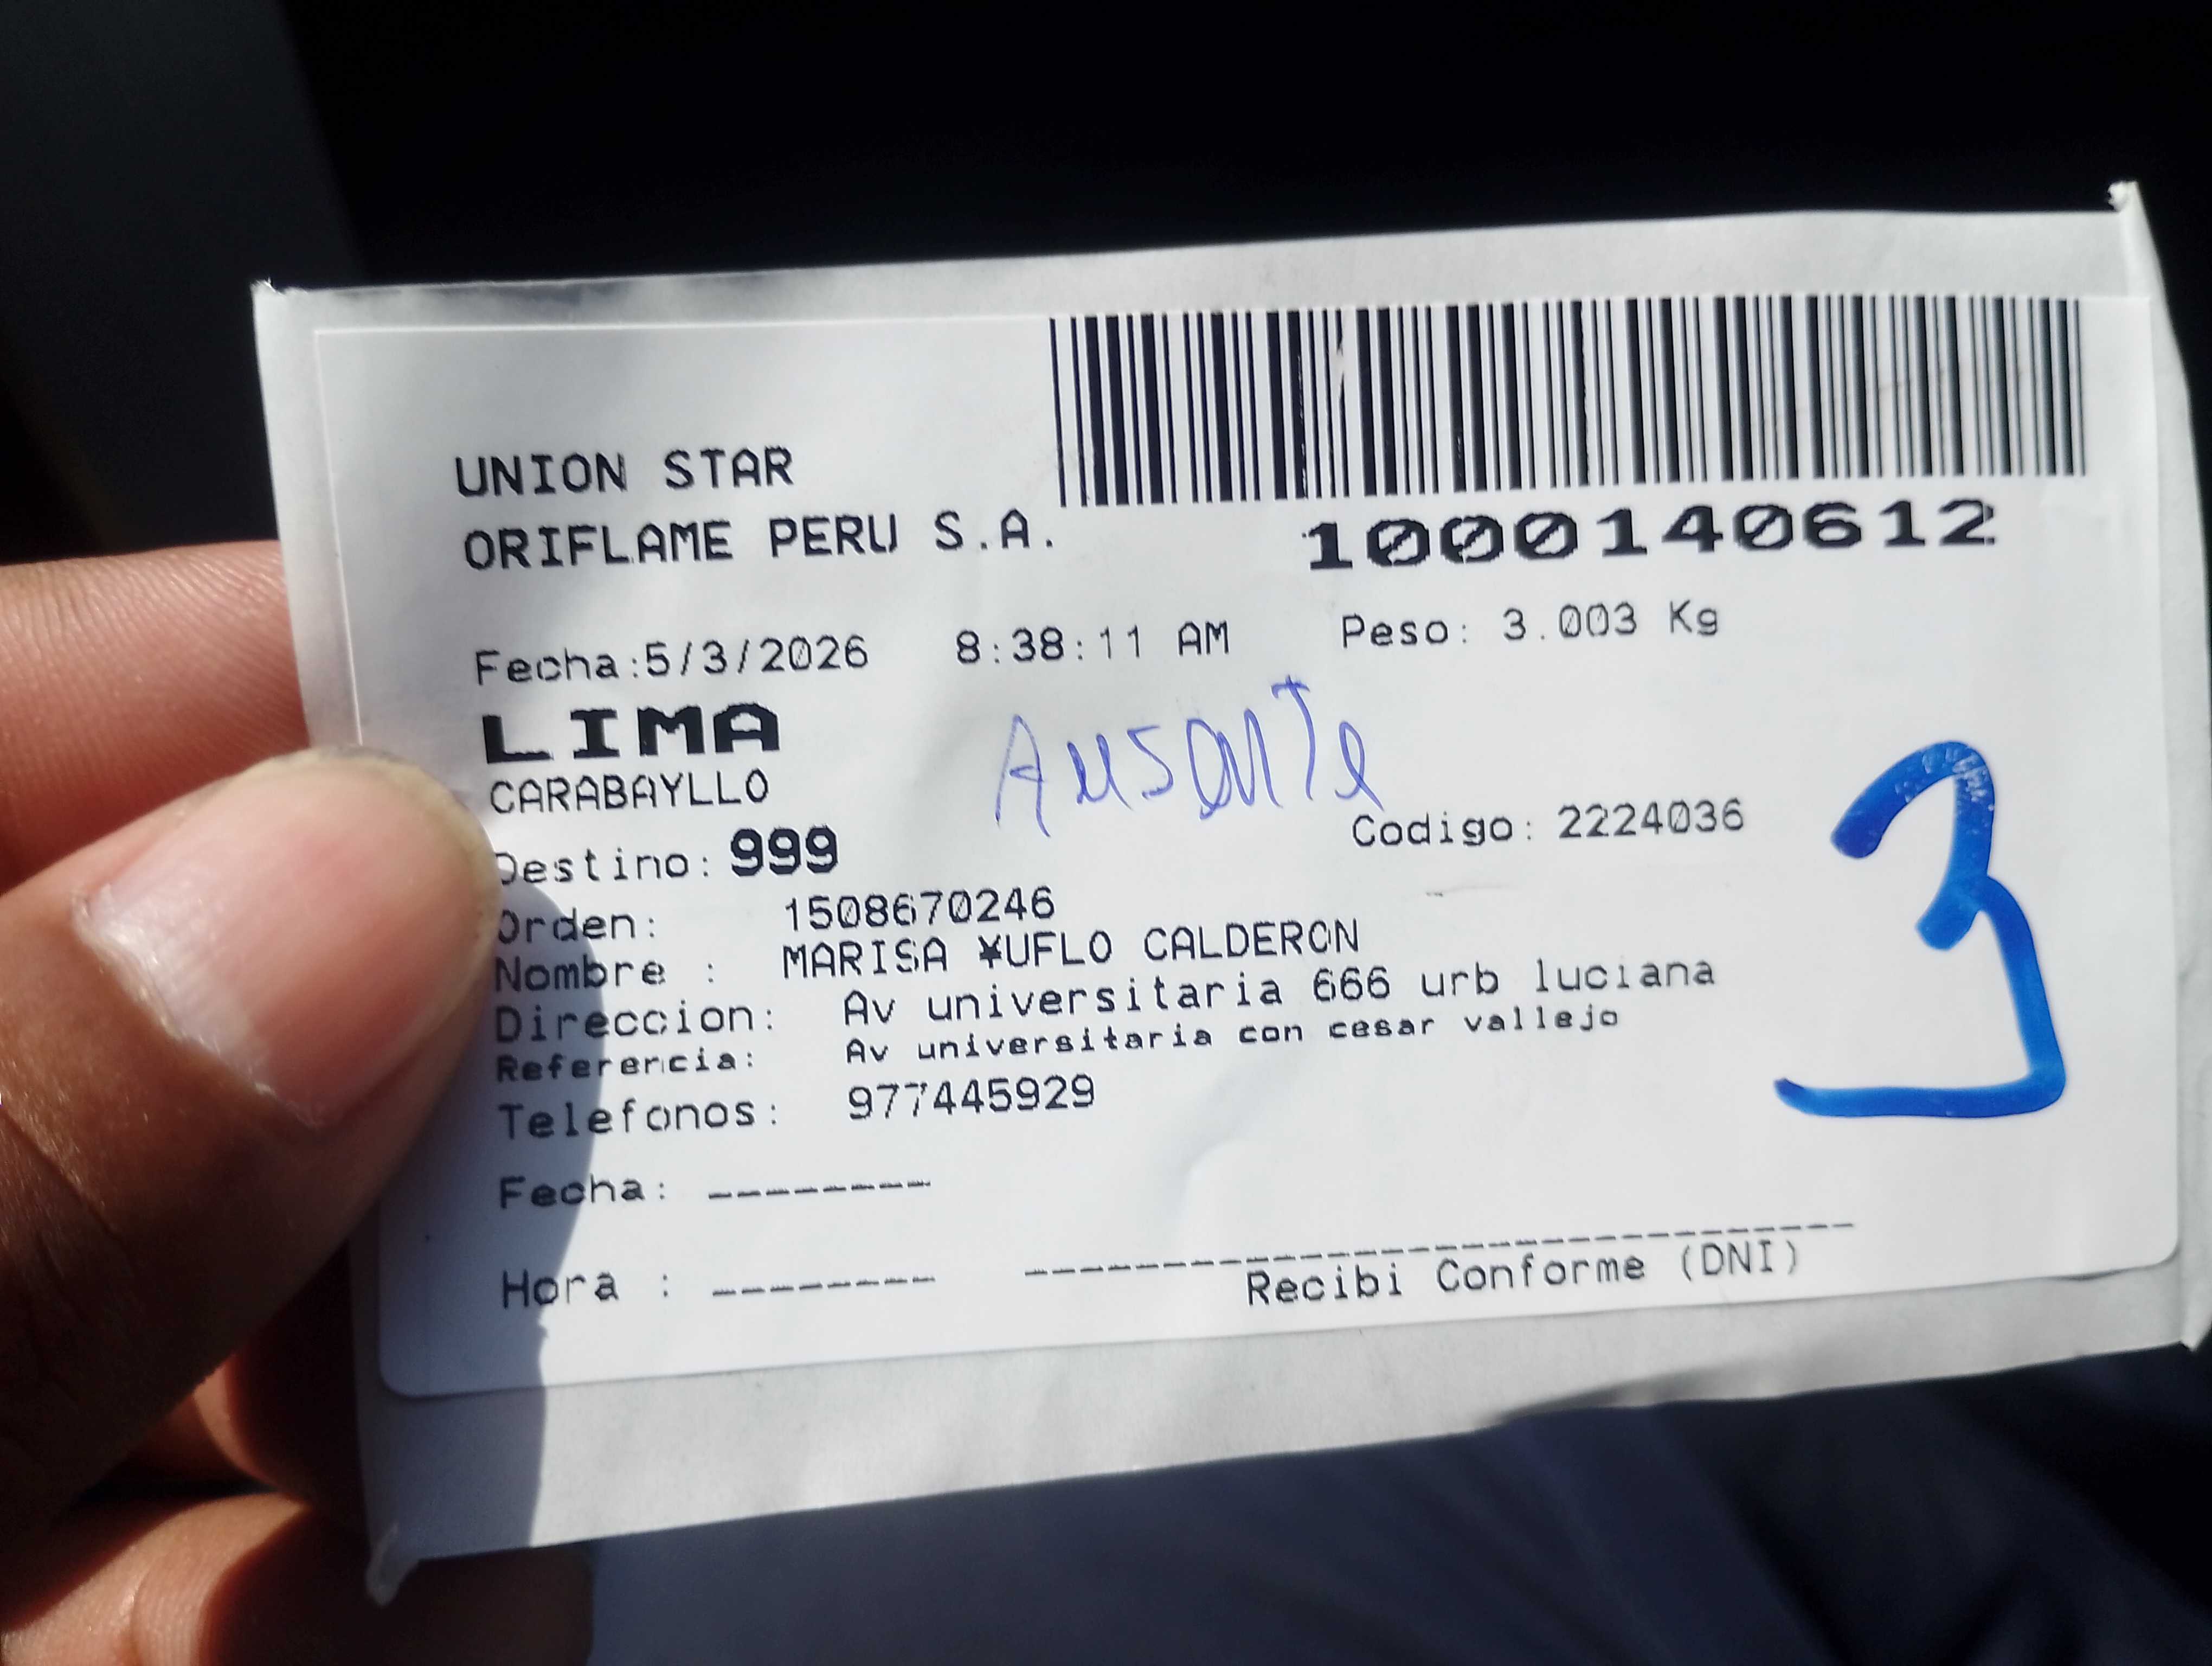 UNION STAR
ORIFLAME PERU S.A.
1000140612
Fecha:5/3/2026 8:38:11 AM Peso: 3.003 Kg
LIMA
Ausente
CARABAYLLO
Codigo: 2224036
Destino: 999
3
Orden: 1508670246
Nombre : MARISA ¥UFLO CALDERON
Direccion: Av universitaria 666 urb luciana
Referencia: Av universitaria con cesar vallejo
Telefonos: 977445929
Fecha: --------
Hora : --------
Recibi Conforme (DNI)